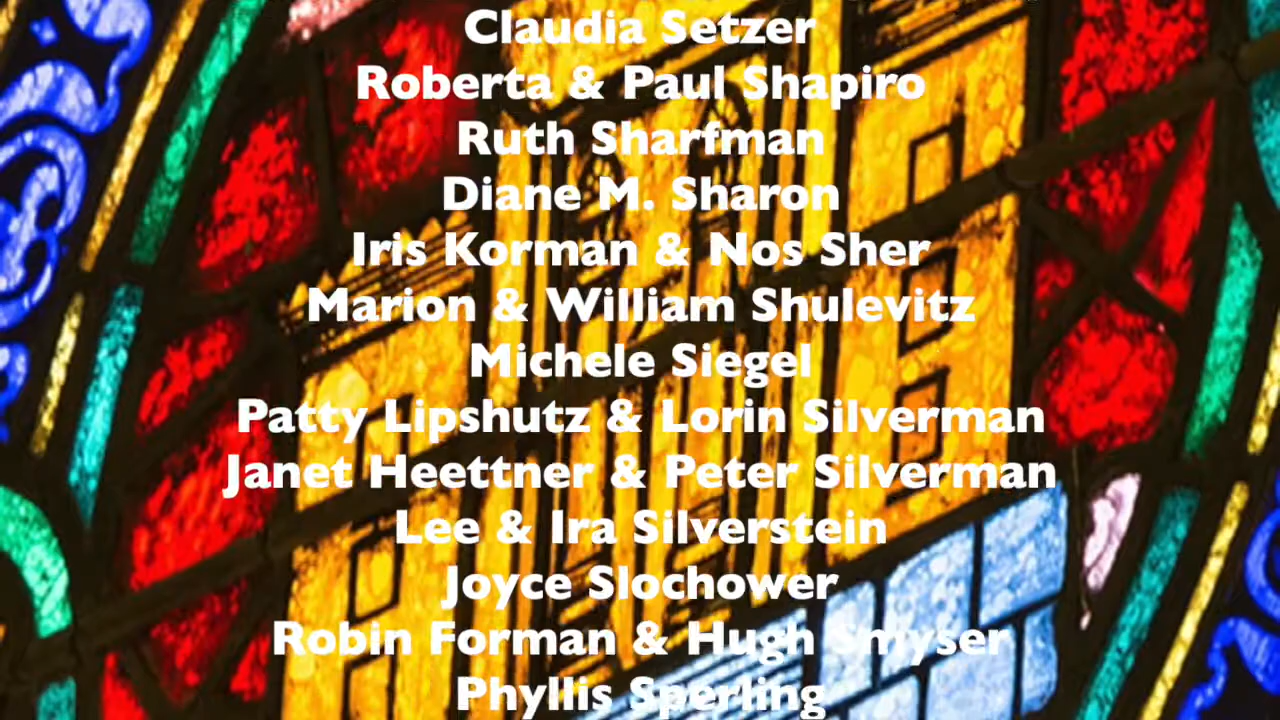 Claudia Setzer
Roberta & Paul Shapiro
Ruth Sharfman
Diane M. Sharon
Iris Korman & Nos Sher
Marion & William Shulevitz
Michele Siegel
Patty Lipshutz & Lorin Silverman
Janet Heettner & Peter Silverman
Lee & Ira Silverstein
Joyce Slochower
Robin Forman & Hugh Smyser
Phyllis Sperling